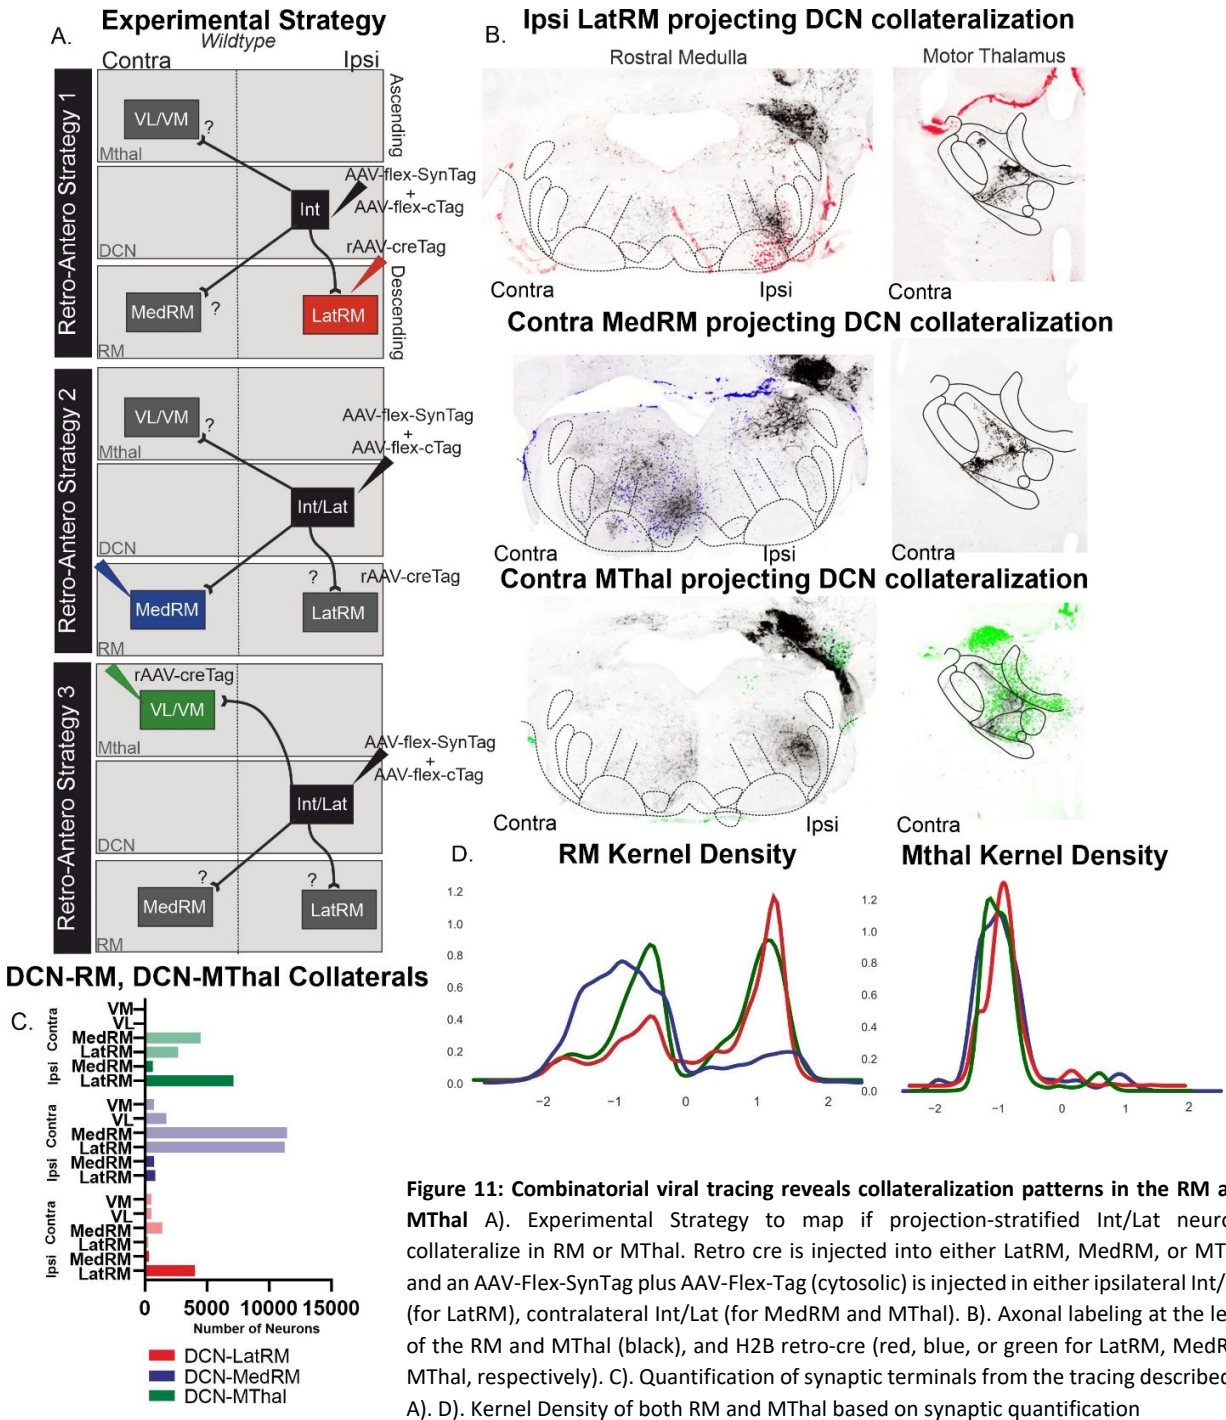 A.
Experimental Strategy
Wildtype
Contra
Ipsi
Retro-Antero Strategy 1
VL/VM
?
Mthal
Ascending
AAV-flex-SynTag
+
AAV-flex-cTag
Int
DCN
rAAV-creTag
MedRM
?
LatRM
RM
Descending
Retro-Antero Strategy 2
VL/VM
?
Mthal
AAV-flex-SynTag
+
AAV-flex-cTag
Int/Lat
DCN
?
rAAV-creTag
MedRM
LatRM
RM
Retro-Antero Strategy 3
rAAV-creTag
VL/VM
Mthal
AAV-flex-SynTag
+
AAV-flex-cTag
Int/Lat
DCN
?
?
MedRM
LatRM
RM
B.
Ipsi LatRM projecting DCN collateralization
Rostral Medulla
Motor Thalamus
Contra
Ipsi
Contra
Contra MedRM projecting DCN collateralization
Contra
Ipsi
Contra
Contra MThal projecting DCN collateralization
Contra
Ipsi
Contra
DCN-RM, DCN-MThal Collaterals
C.
Contra
VM
VL
MedRM
LatRM
Ipsi
MedRM
LatRM
Contra
VM
VL
MedRM
LatRM
Ipsi
MedRM
LatRM
Contra
VM
VL
MedRM
LatRM
Ipsi
MedRM
LatRM
0 5000 10000 15000
Number of Neurons
DCN-LatRM
DCN-MedRM
DCN-MThal
D.
RM Kernel Density
1.2
1.0
0.8
0.6
0.4
0.2
0.0
−2 −1 0 1 2
Mthal Kernel Density
1.2
1.0
0.8
0.6
0.4
0.2
0.0
−2 −1 0 1 2
Figure 11: Combinatorial viral tracing reveals collateralization patterns in the RM a
MThal A). Experimental Strategy to map if projection-stratified Int/Lat neuro
collateralize in RM or MThal. Retro cre is injected into either LatRM, MedRM, or MT
and an AAV-Flex-SynTag plus AAV-Flex-Tag (cytosolic) is injected in either ipsilateral Int/
(for LatRM), contralateral Int/Lat (for MedRM and MThal). B). Axonal labeling at the le
of the RM and MThal (black), and H2B retro-cre (red, blue, or green for LatRM, MedR
MThal, respectively). C). Quantification of synaptic terminals from the tracing described
A). D). Kernel Density of both RM and MThal based on synaptic quantification